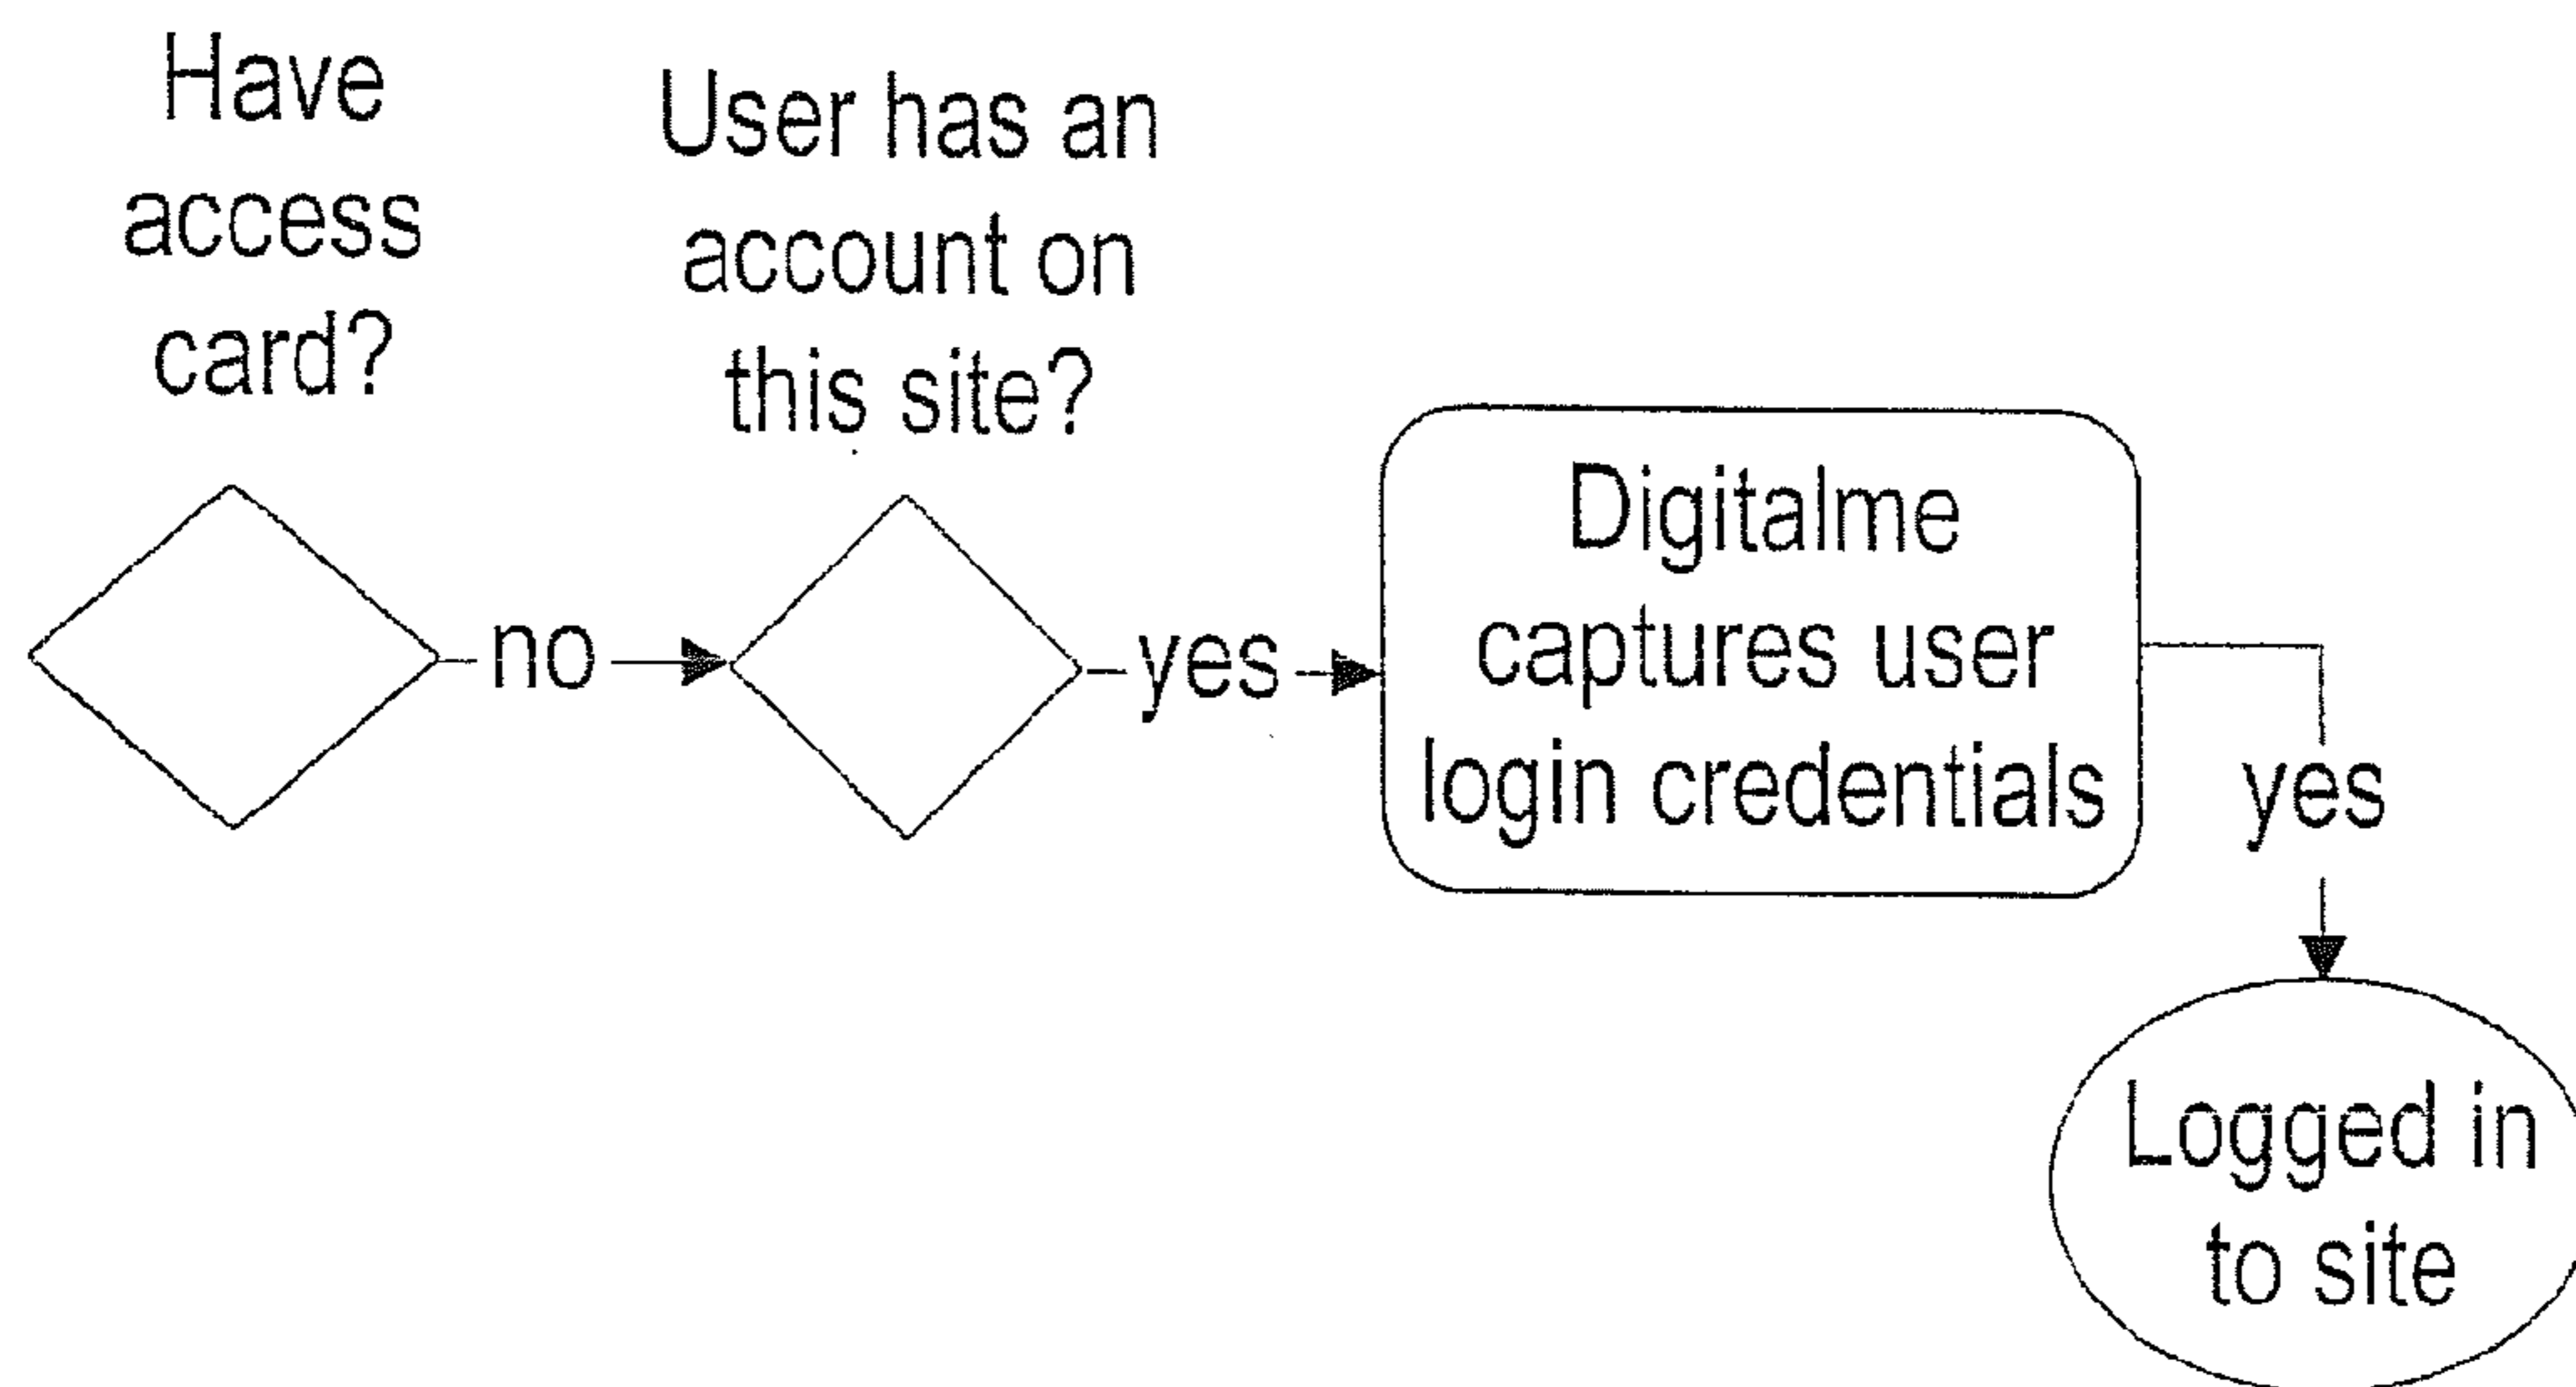 Have
access
card?
User has an
account on
this site?
no
yes
Digitalme
captures user
login credentials
yes
Logged in
to site